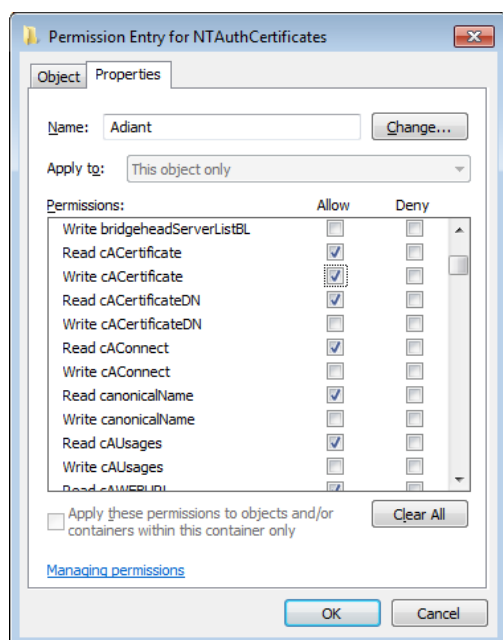 Permission Entry for NTAuthCertificates
Object Properties
Name: Adiant Change...
Apply to: This object only
Permissions: Allow Deny
Write bridgeheadServerListBL
Read cACertificate
Write cACertificate
Read cACertificateDN
Write cACertificateDN
Read cAConnect
Write cAConnect
Read canonicalName
Write canonicalName
Read cAUsages
Write cAUsages
Read cAWEBURL
Apply these permissions to objects and/or Clear All
containers within this container only
Managing permissions
OK Cancel